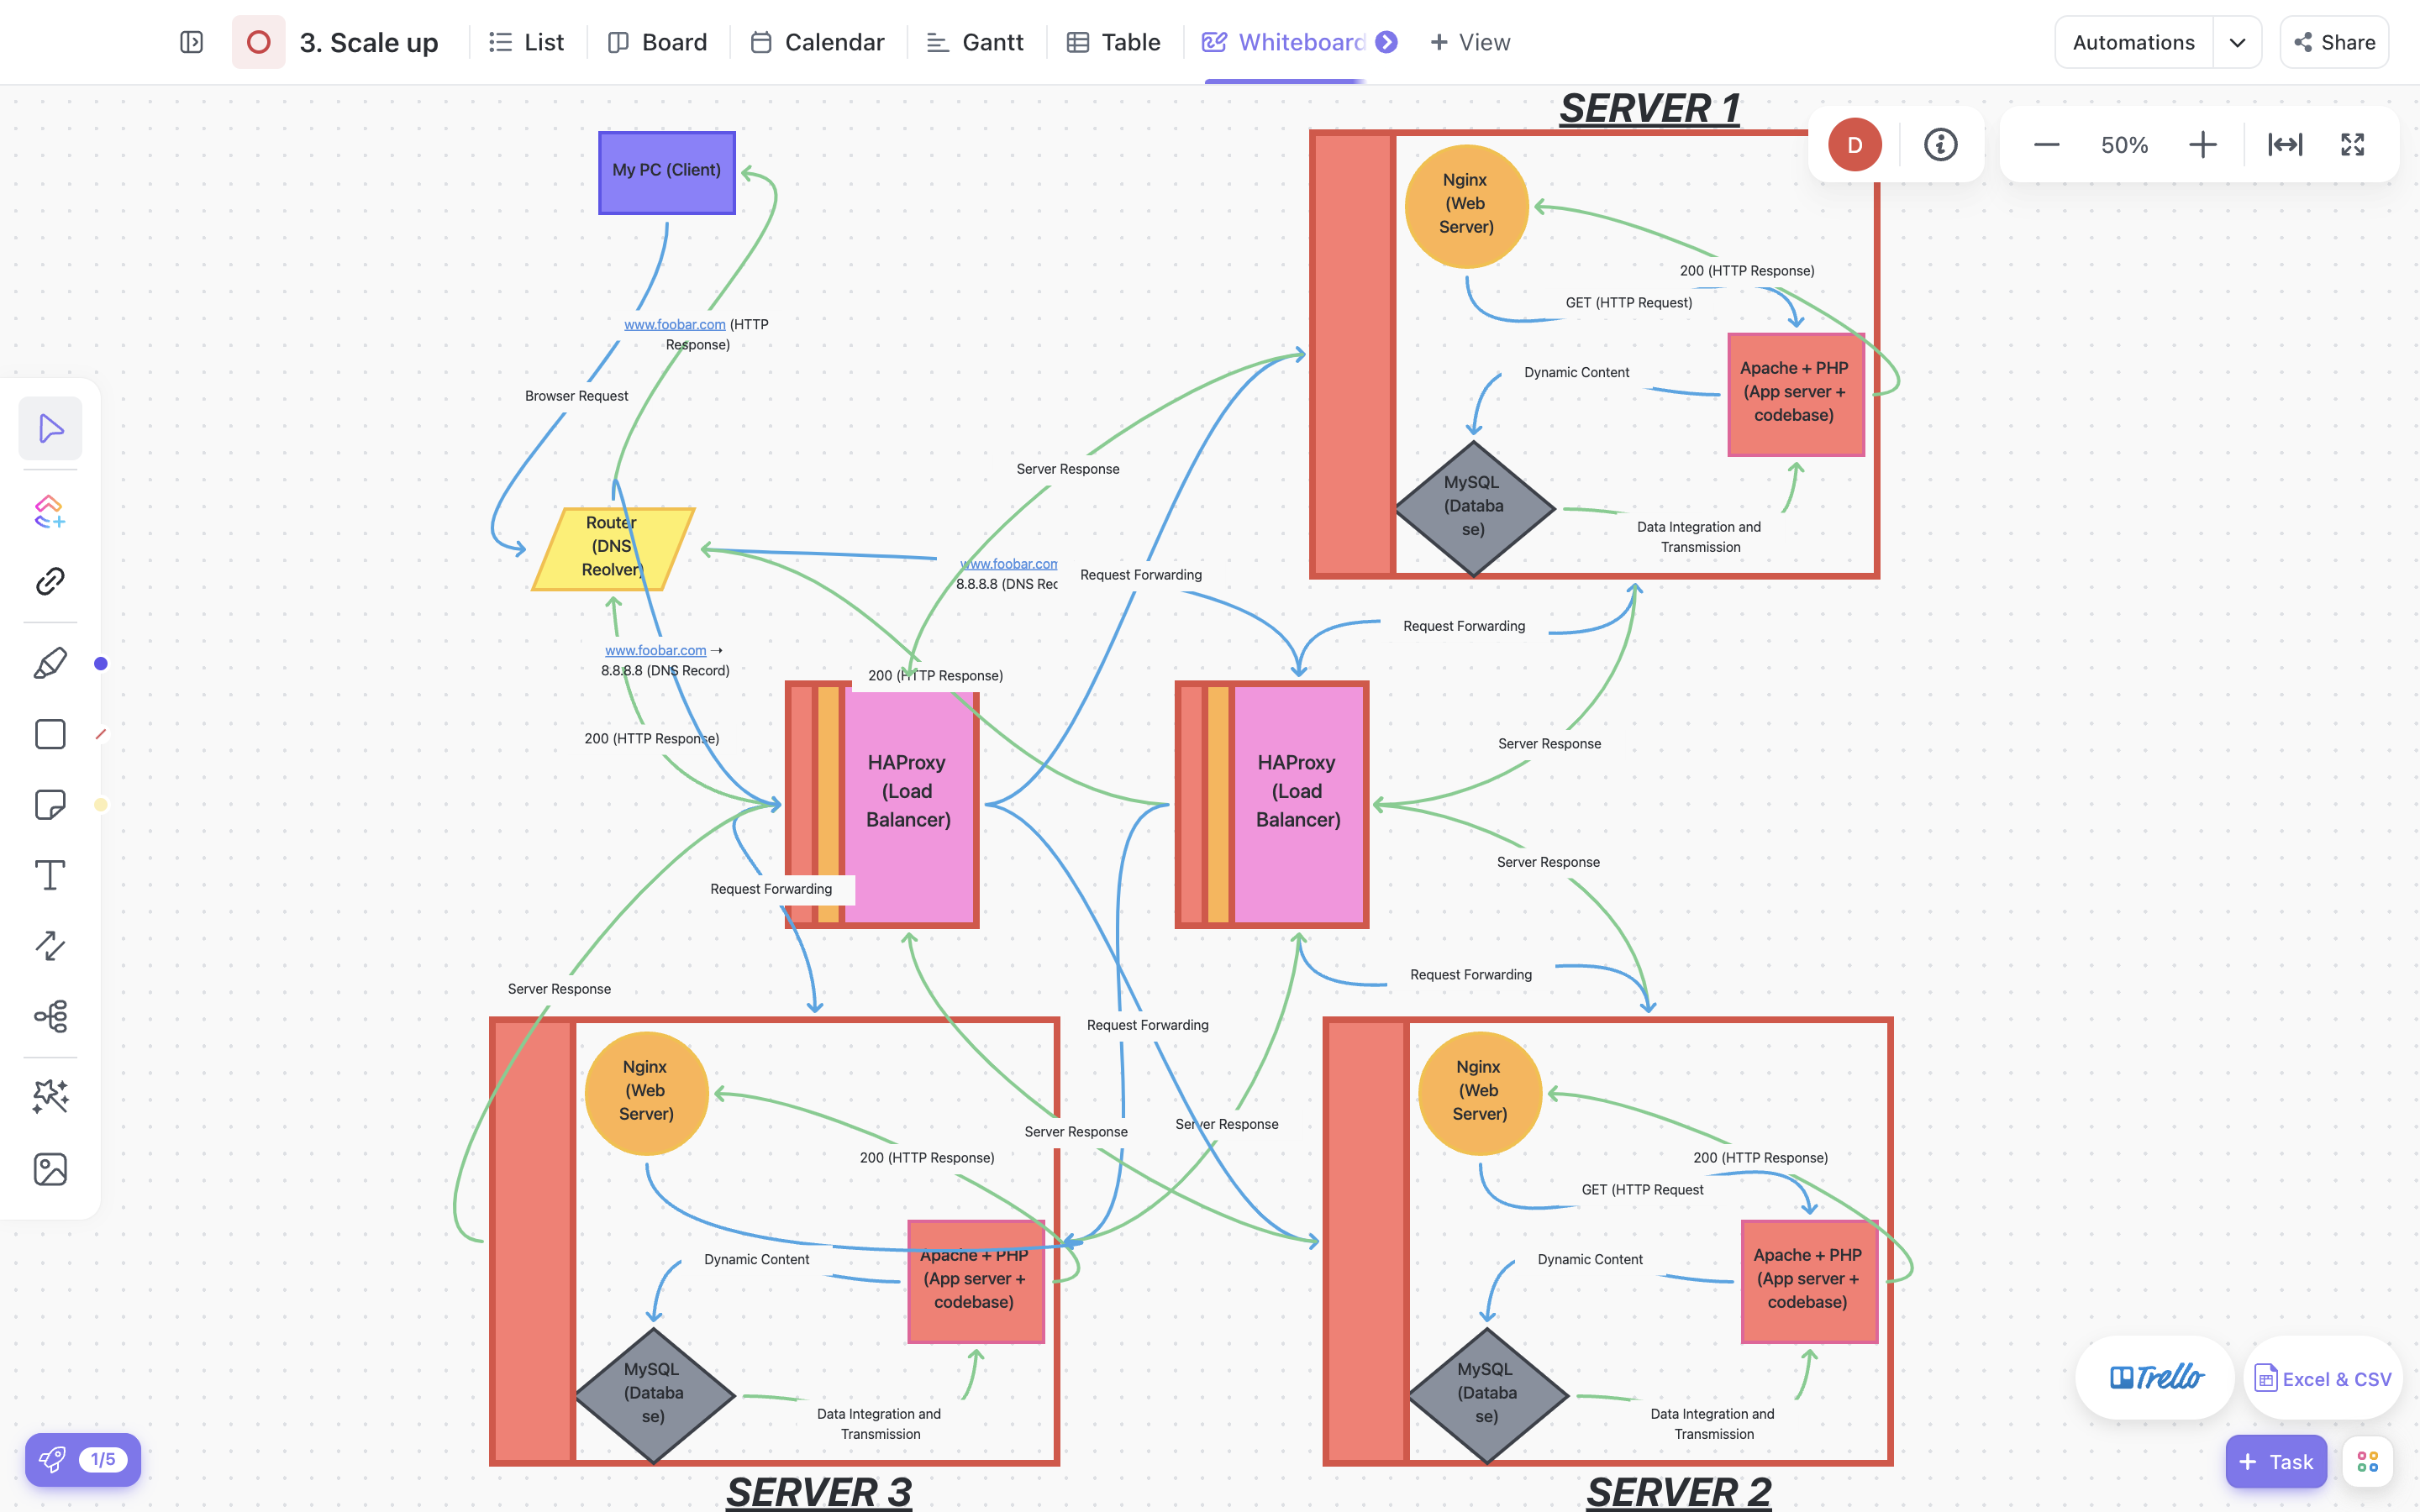 3. Scale up
List
Board
Calendar
Gantt
Table
Whiteboard
+ View
Automations
Share
SERVER 1
D
50%
My PC (Client)
Nginx
(Web
Server)
200 (HTTP Response)
GET (HTTP Request)
www.foobar.com (HTTP
Response)
Browser Request
Apache + PHP
(App server +
codebase)
Dynamic Content
Server Response
MySQL
(Databa
se)
Data Integration and
Transmission
Router
(DNS
Reolver)
www.foobar.com
8.8.8.8 (DNS Rec
Request Forwarding
Request Forwarding
www.foobar.com →
8.8.8.8 (DNS Record)
200 (HTTP Response)
200 (HTTP Response)
Server Response
HAProxy
(Load
Balancer)
HAProxy
(Load
Balancer)
Server Response
Request Forwarding
Request Forwarding
Server Response
Request Forwarding
Nginx
(Web
Server)
Server Response
Server Response
200 (HTTP Response)
Dynamic Content
Apache + PHP
(App server +
codebase)
MySQL
(Databa
se)
Data Integration and
Transmission
SERVER 3
Nginx
(Web
Server)
200 (HTTP Response)
GET (HTTP Request
Dynamic Content
Apache + PHP
(App server +
codebase)
MySQL
(Databa
se)
Data Integration and
Transmission
SERVER 2
Trello
Excel & CSV
1/5
+ Task